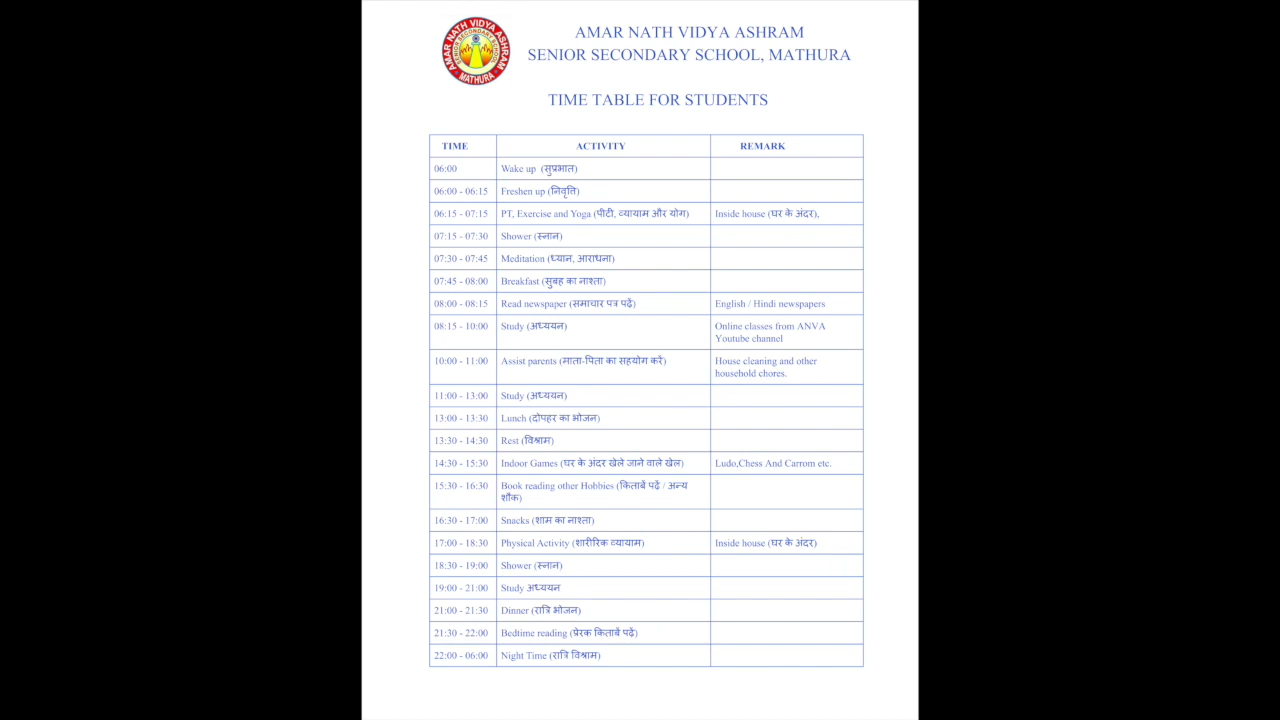 AMAR NATH VIDYA ASHRAM
SENIOR SECONDARY SCHOOL
MATHURA
AMAR NATH VIDYA ASHRAM
SENIOR SECONDARY SCHOOL, MATHURA
TIME TABLE FOR STUDENTS
TIME ACTIVITY REMARK
06:00 Wake up (सुप्रभात)
06:00 - 06:15 Freshen up (निवृत्ति)
06:15 - 07:15 PT, Exercise and Yoga (पीटी, व्यायाम और योग) Inside house (घर के अंदर),
07:15 - 07:30 Shower (स्नान)
07:30 - 07:45 Meditation (ध्यान, आराधना)
07:45 - 08:00 Breakfast (सुबह का नाश्ता)
08:00 - 08:15 Read newspaper (समाचार पत्र पढ़ें) English / Hindi newspapers
08:15 - 10:00 Study (अध्ययन) Online classes from ANVA
Youtube channel
10:00 - 11:00 Assist parents (माता-पिता का सहयोग करें) House cleaning and other
household chores.
11:00 - 13:00 Study (अध्ययन)
13:00 - 13:30 Lunch (दोपहर का भोजन)
13:30 - 14:30 Rest (विश्राम)
14:30 - 15:30 Indoor Games (घर के अंदर खेले जाने वाले खेल) Ludo,Chess And Carrom etc.
15:30 - 16:30 Book reading other Hobbies (किताबें पढ़ें / अन्य
शौक)
16:30 - 17:00 Snacks (शाम का नाश्ता)
17:00 - 18:30 Physical Activity (शारीरिक व्यायाम) Inside house (घर के अंदर)
18:30 - 19:00 Shower (स्नान)
19:00 - 21:00 Study अध्ययन
21:00 - 21:30 Dinner (रात्रि भोजन)
21:30 - 22:00 Bedtime reading (प्रेरक किताबें पढ़ें)
22:00 - 06:00 Night Time (रात्रि विश्राम)